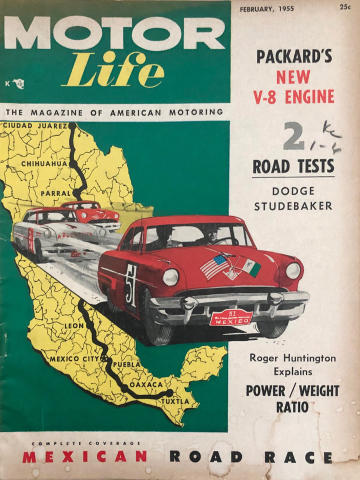 FEBRUARY, 1955
25c
MOTOR
Life
THE MAGAZINE OF AMERICAN MOTORING
PACKARD'S
NEW
V-8 ENGINE
2
ROAD TESTS
DODGE
STUDEBAKER
CIUDAD JUAREZ
CHIHUAHUA
PARRAL
51
51
MEXICO
LEON
MEXICO CITY
PUEBLA
OAXACA
TUXTLA
Roger Huntington
Explains
POWER/WEIGHT
RATIO
COMPLETE COVERAGE
MEXICAN ROAD RACE